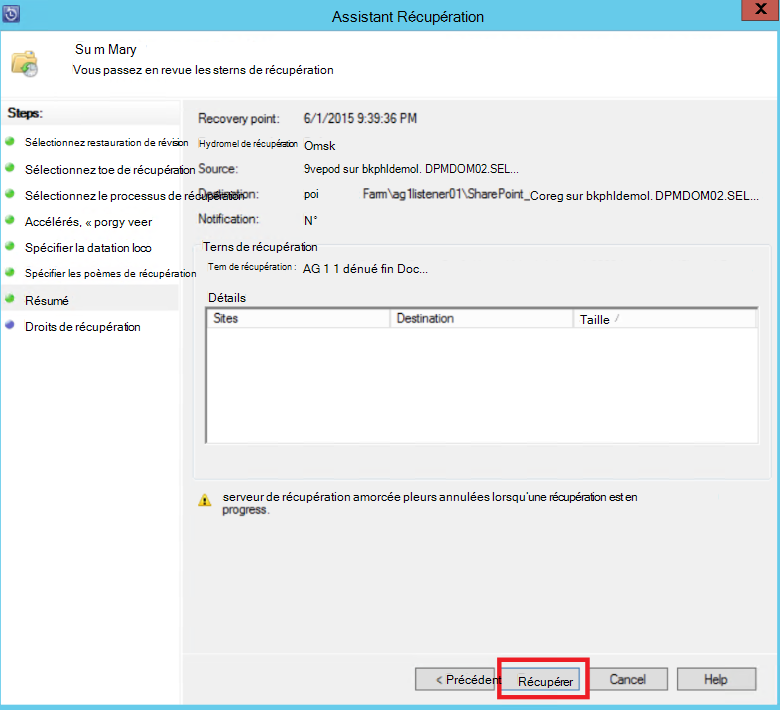 Assistant Récupération
X
Su m Mary
Vous passez en revue les sterns de récupération
Steps:
Sélectionnez restauration de révision
Sélectionnez toe de récupération
Sélectionnez le processus de récupération
Accélérés, « porgy veer
Spécifier la datation loco
Spécifier les poèmes de récupération
Résumé
Droits de récupération
Recovery point: 6/1/2015 9:39:36 PM
Hydromel de récupération Omsk
Source: 9vepod sur bkphldemol. DPMDOM02.SEL...
Destination: poi Farm\ag1listener01\SharePoint_Coreg sur bkphldemol. DPMDOM02.SEL...
Notification: N°
Terns de récupération
Tem de récupération : AG 1 1 dénué fin Doc...
Détails
Sites Destination Taille /
serveur de récupération amorcée pleurs annulées lorsqu'une récupération est en
progress.
< Précédent Récupérer Cancel Help